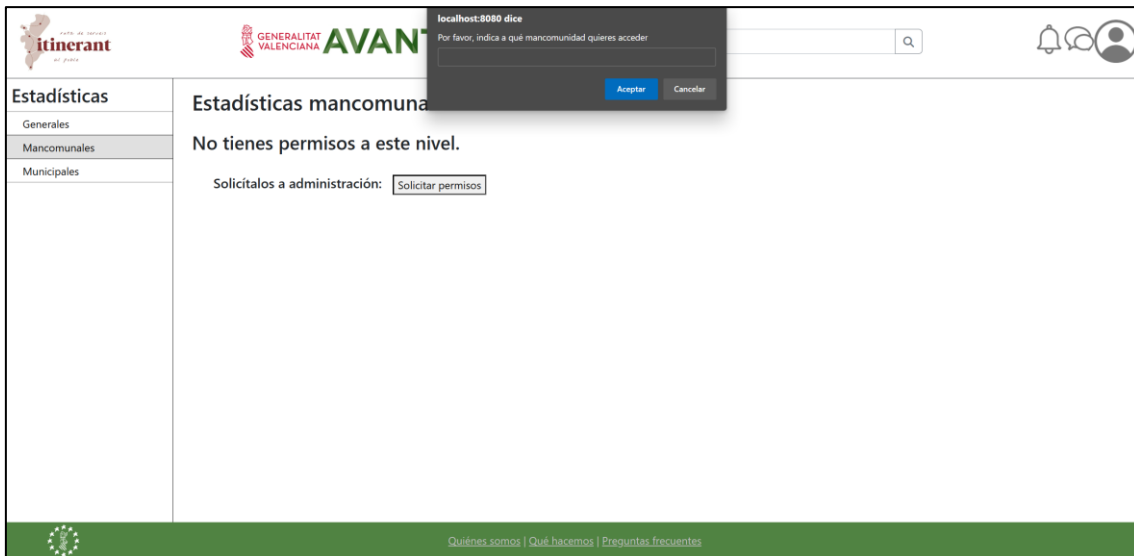 itinerant
GENERALITAT
VALENCIANA
AVANT
localhost:8080 dice
Por favor, indica a qué mancomunidad quieres acceder
Aceptar Cancelar
Estadísticas
Generales
Mancomunales
Municipales
Estadísticas mancomuna
No tienes permisos a este nivel.
Solicítalos a administración: Solicitar permisos
Quiénes somos | Qué hacemos | Preguntas frecuentes